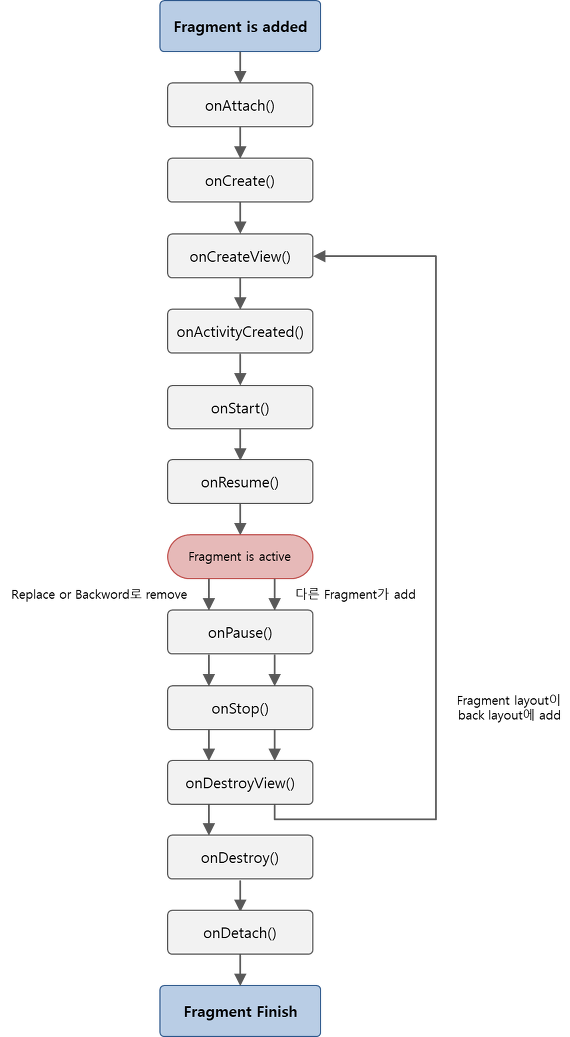 Fragment is added
onAttach()
onCreate()
onCreateView()
onActivityCreated()
onStart()
onResume()
Fragment is active
Replace or Backword로 remove
다른 Fragment가 add
onPause()
onStop()
Fragment layout이
back layout에 add
onDestroyView()
onDestroy()
onDetach()
Fragment Finish